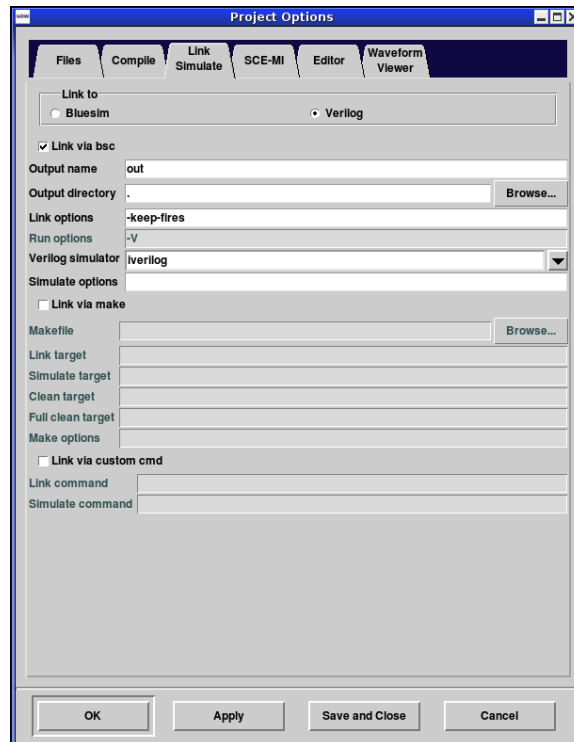 Project Options
Files Compile Link Simulate SCE-MI Editor Waveform Viewer
Link to
Bluesim Verilog
Link via bsc
Output name out
Output directory . Browse...
Link options -keep-fires
Run options -V
Verilog simulator iverilog
Simulate options
Link via make
Makefile Browse...
Link target
Simulate target
Clean target
Full clean target
Make options
Link via custom cmd
Link command
Simulate command
OK Apply Save and Close Cancel